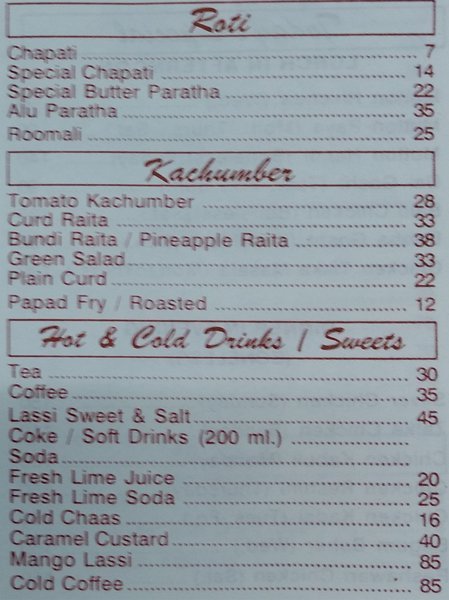 Roti
Chapati 7
Special Chapati 14
Special Butter Paratha 22
Alu Paratha 35
Roomali 25
Kachumber
Tomato Kachumber 28
Curd Raita 33
Bundi Raita / Pineapple Raita 38
Green Salad 33
Plain Curd 22
Papad Fry / Roasted 12
Hot & Cold Drinks / Sweets
Tea 30
Coffee 35
Lassi Sweet & Salt 45
Coke / Soft Drinks (200 ml.)
Soda
Fresh Lime Juice 20
Fresh Lime Soda 25
Cold Chaas 16
Caramel Custard 40
Mango Lassi 85
Cold Coffee 85